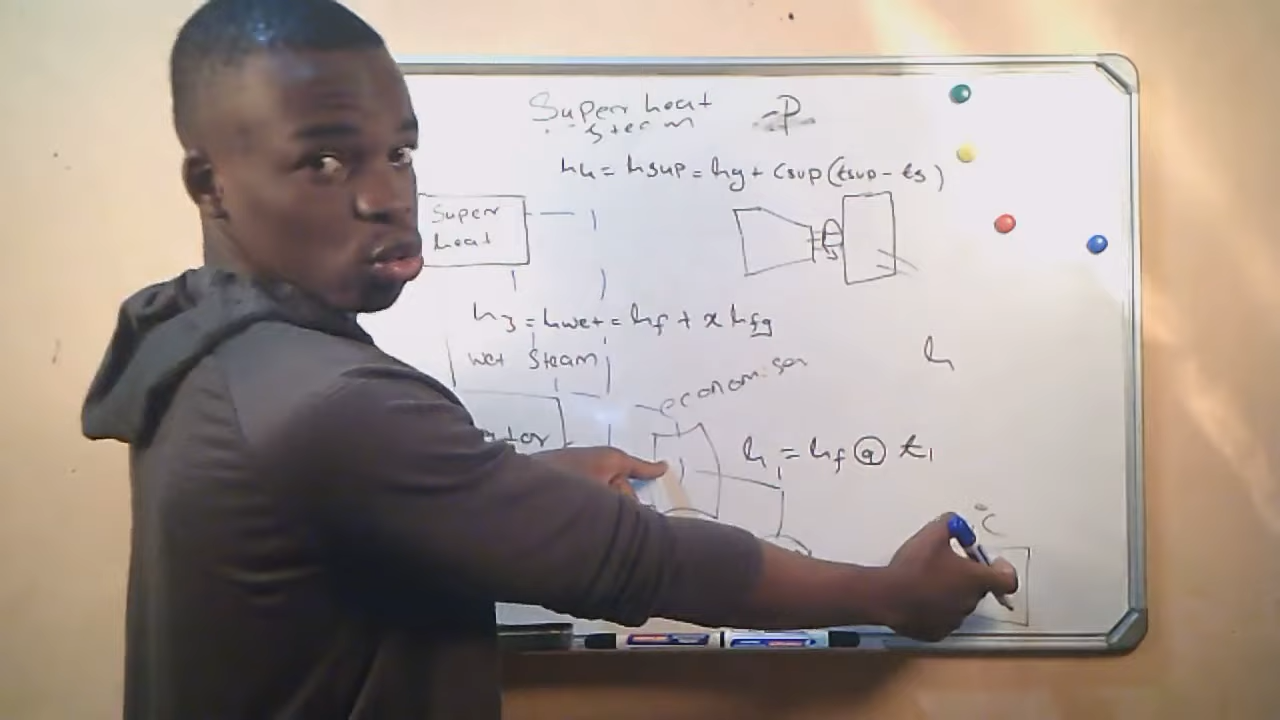 Super heat
steam
P
h4 = hsup = hg + Csup(tsup - ts)
Super
heat
h3 = hwet = hf + x hfg
Wet Steam
h
economiser
h1 = hf @ t1
°C